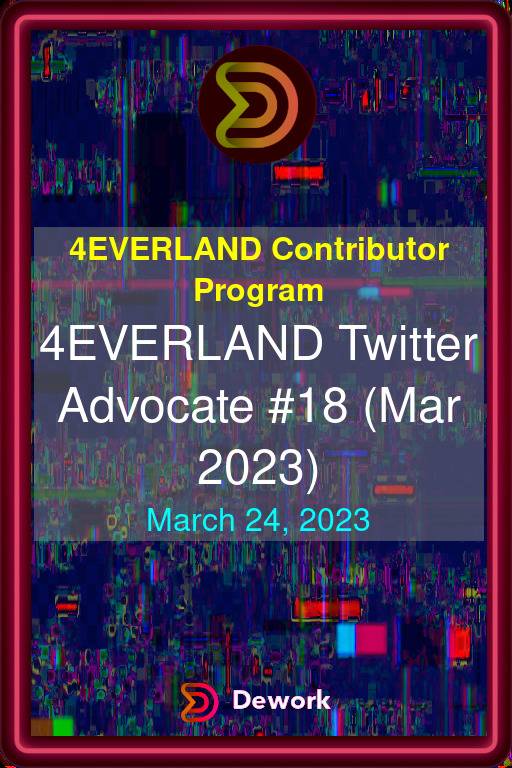 4EVERLAND Contributor
Program
4EVERLAND Twitter
Advocate #18 (Mar
2023)
March 24, 2023
Dework